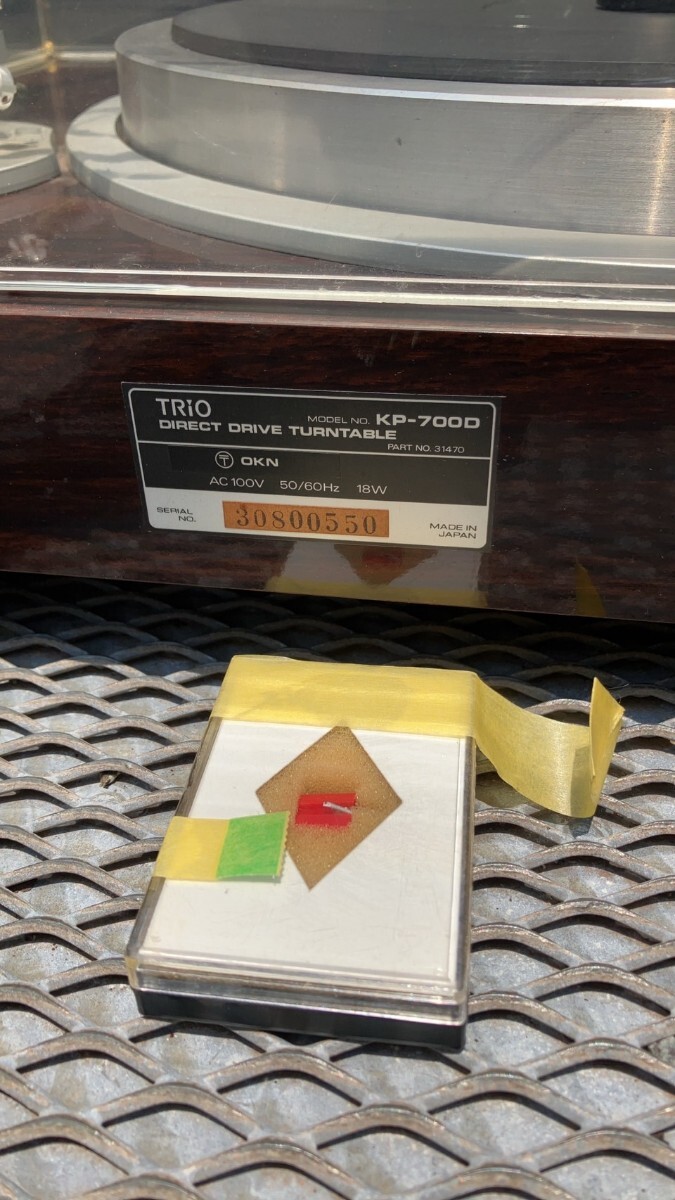 TRIO
MODEL NO. KP-700D
DIRECT DRIVE TURNTABLE
PART NO. 31470
〶 OKN
AC 100V 50/60Hz 18W
SERIAL NO. 30800550
MADE IN JAPAN